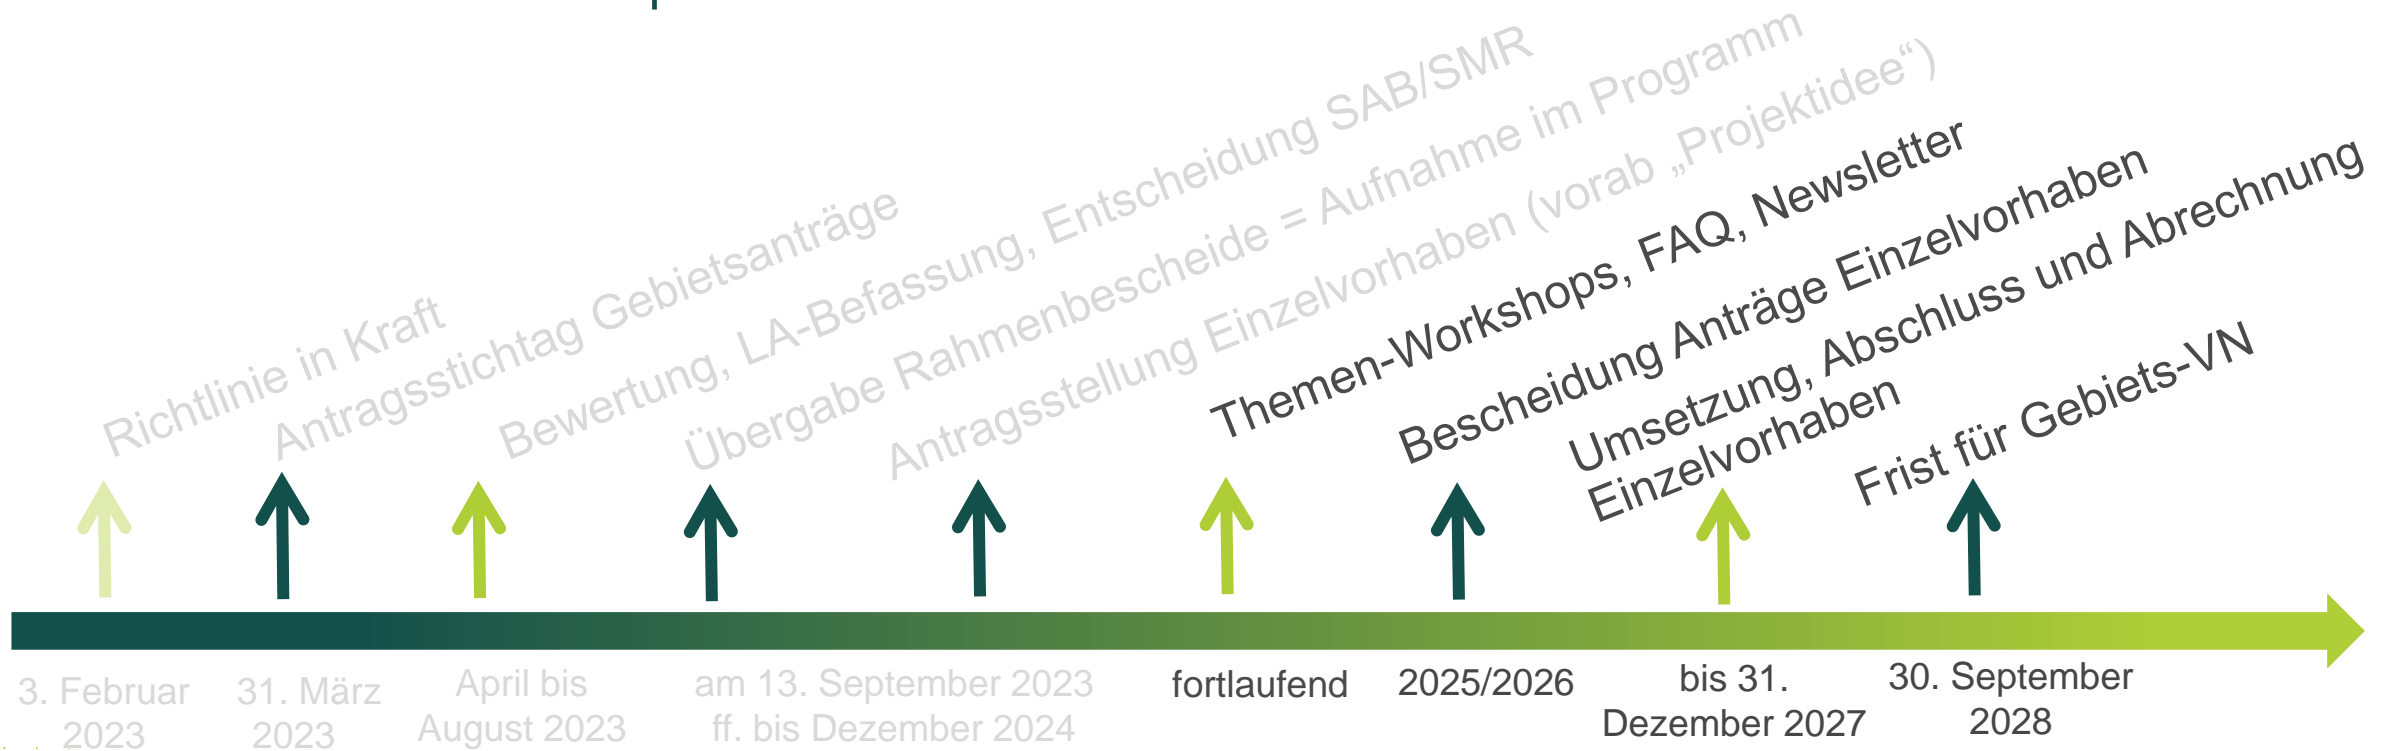 Richtlinie in Kraft
Antragsstichtag Gebietsanträge
Bewertung, LA-Befassung, Entscheidung SAB/SMR
Übergabe Rahmenbescheide = Aufnahme im Programm
Antragsstellung Einzelvorhaben (vorab „Projektidee“)
Themen-Workshops, FAQ, Newsletter
Bescheidung Anträge Einzelvorhaben
Umsetzung, Abschluss und Abrechnung
Einzelvorhaben
Frist für Gebiets-VN
3. Februar
2023
31. März
2023
April bis
August 2023
am 13. September 2023
ff. bis Dezember 2024
fortlaufend
2025/2026
bis 31.
Dezember 2027
30. September
2028